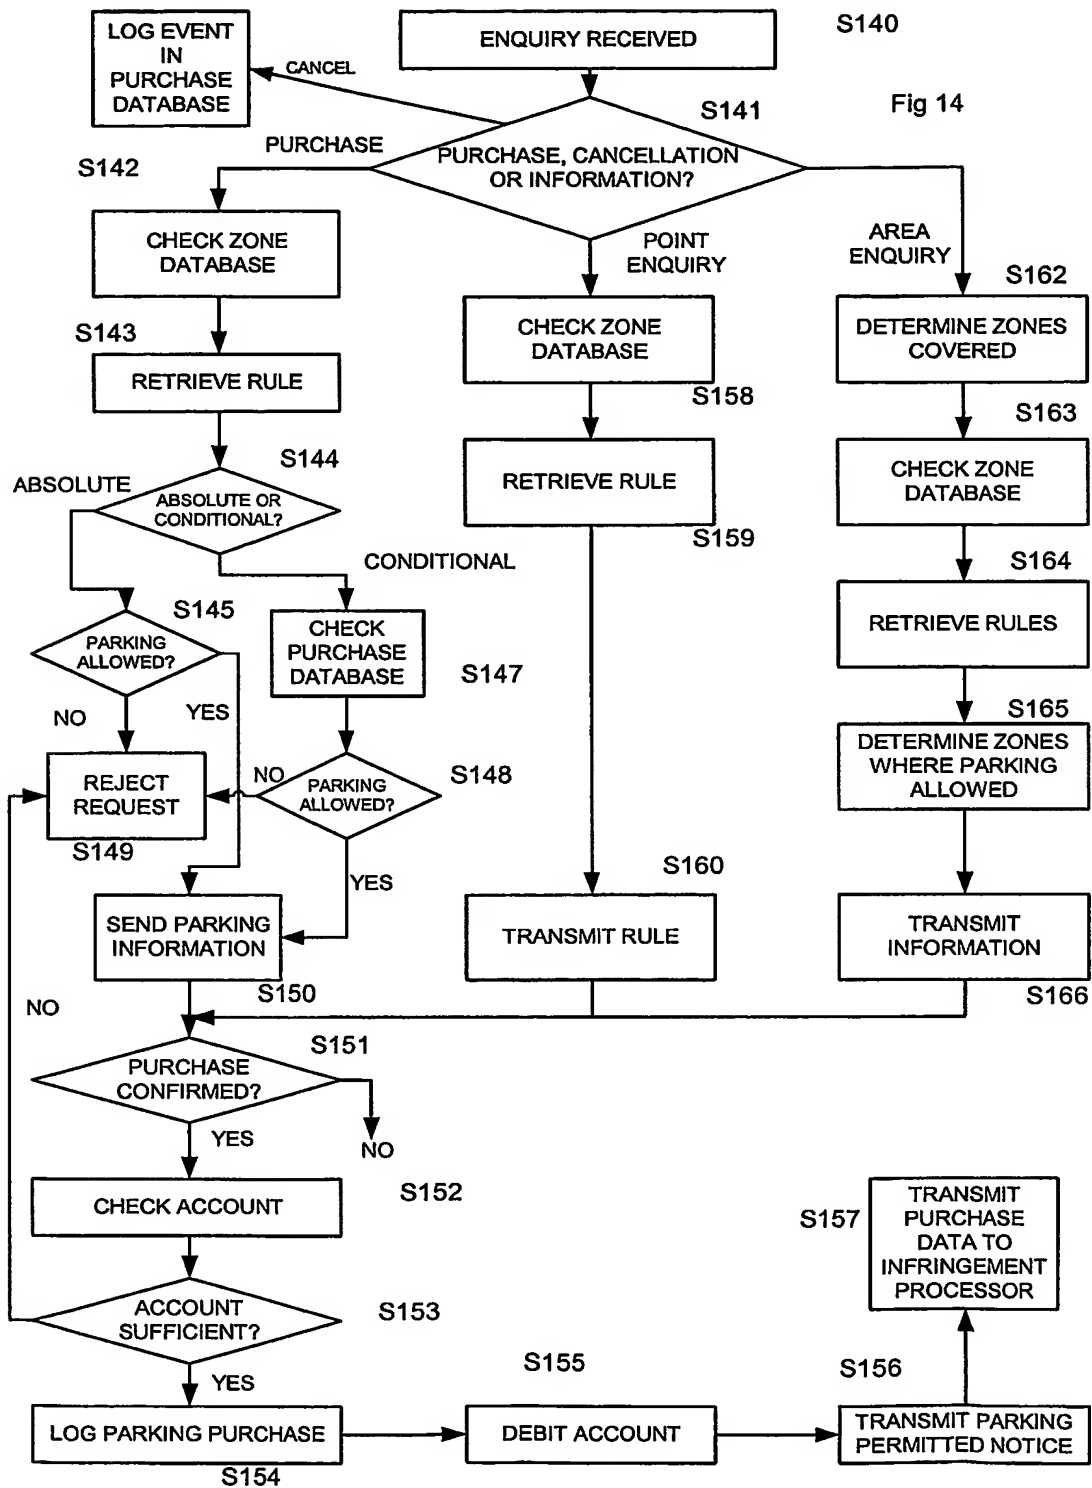 LOG EVENT
IN
PURCHASE
DATABASE
ENQUIRY RECEIVED
S140
CANCEL
Fig 14
S141
PURCHASE
PURCHASE, CANCELLATION
OR INFORMATION?
S142
CHECK ZONE
DATABASE
POINT
ENQUIRY
AREA
ENQUIRY
S162
S143
CHECK ZONE
DATABASE
DETERMINE ZONES
COVERED
RETRIEVE RULE
S158
S163
S144
ABSOLUTE
ABSOLUTE OR
CONDITIONAL?
RETRIEVE RULE
CHECK ZONE
DATABASE
S159
CONDITIONAL
S164
S145
PARKING
ALLOWED?
CHECK
PURCHASE
DATABASE
RETRIEVE RULES
S147
NO
YES
S165
REJECT
REQUEST
NO
PARKING
ALLOWED?
S148
DETERMINE ZONES
WHERE PARKING
ALLOWED
S149
YES
S160
SEND PARKING
INFORMATION
TRANSMIT RULE
TRANSMIT
INFORMATION
S150
S166
NO
S151
PURCHASE
CONFIRMED?
YES
NO
CHECK ACCOUNT
S152
S157
TRANSMIT
PURCHASE
DATA TO
INFRINGEMENT
PROCESSOR
ACCOUNT
SUFFICIENT?
S153
YES
S155
S156
LOG PARKING PURCHASE
DEBIT ACCOUNT
TRANSMIT PARKING
PERMITTED NOTICE
S154